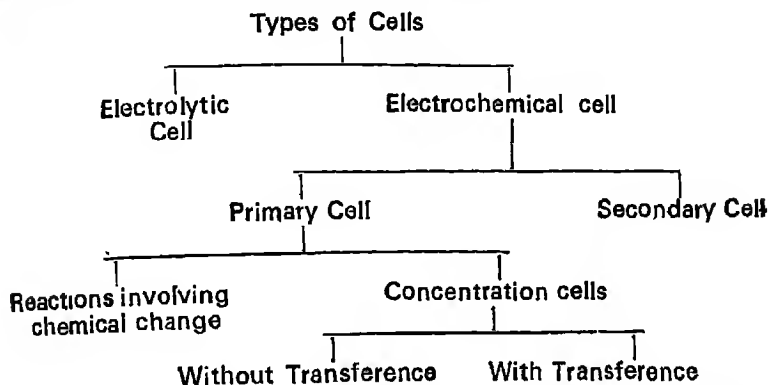 Types of Cells
Electrolytic
Cell
Electrochemical cell
Primary Cell
Secondary Cell
Reactions involving
chemical change
Concentration cells
Without Transference
With Transference